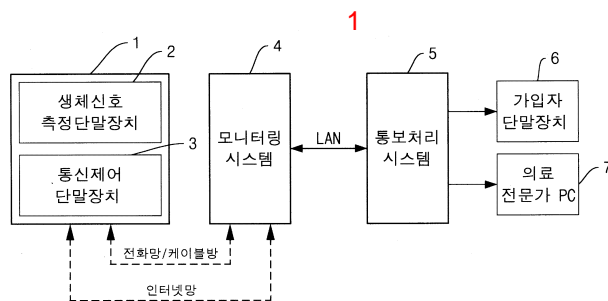 1
1
2
4
5
6
생체신호
측정단말장치
3
통신제어
단말장치
모니터링
시스템
LAN
통보처리
시스템
가입자
단말장치
의료
전문가 PC
7
전화망/케이블방
인터넷망